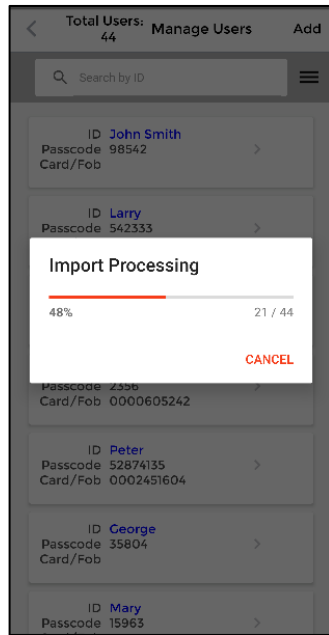 Total Users:
44
Manage Users
Add
Search by ID
ID John Smith
Passcode 98542
Card/Fob
ID Larry
Passcode 542333
Import Processing
48% 21 / 44
CANCEL
Passcode 2356
Card/Fob 0000605242
ID Peter
Passcode 52874135
Card/Fob 0002451604
ID George
Passcode 35804
Card/Fob
ID Mary
Passcode 15963